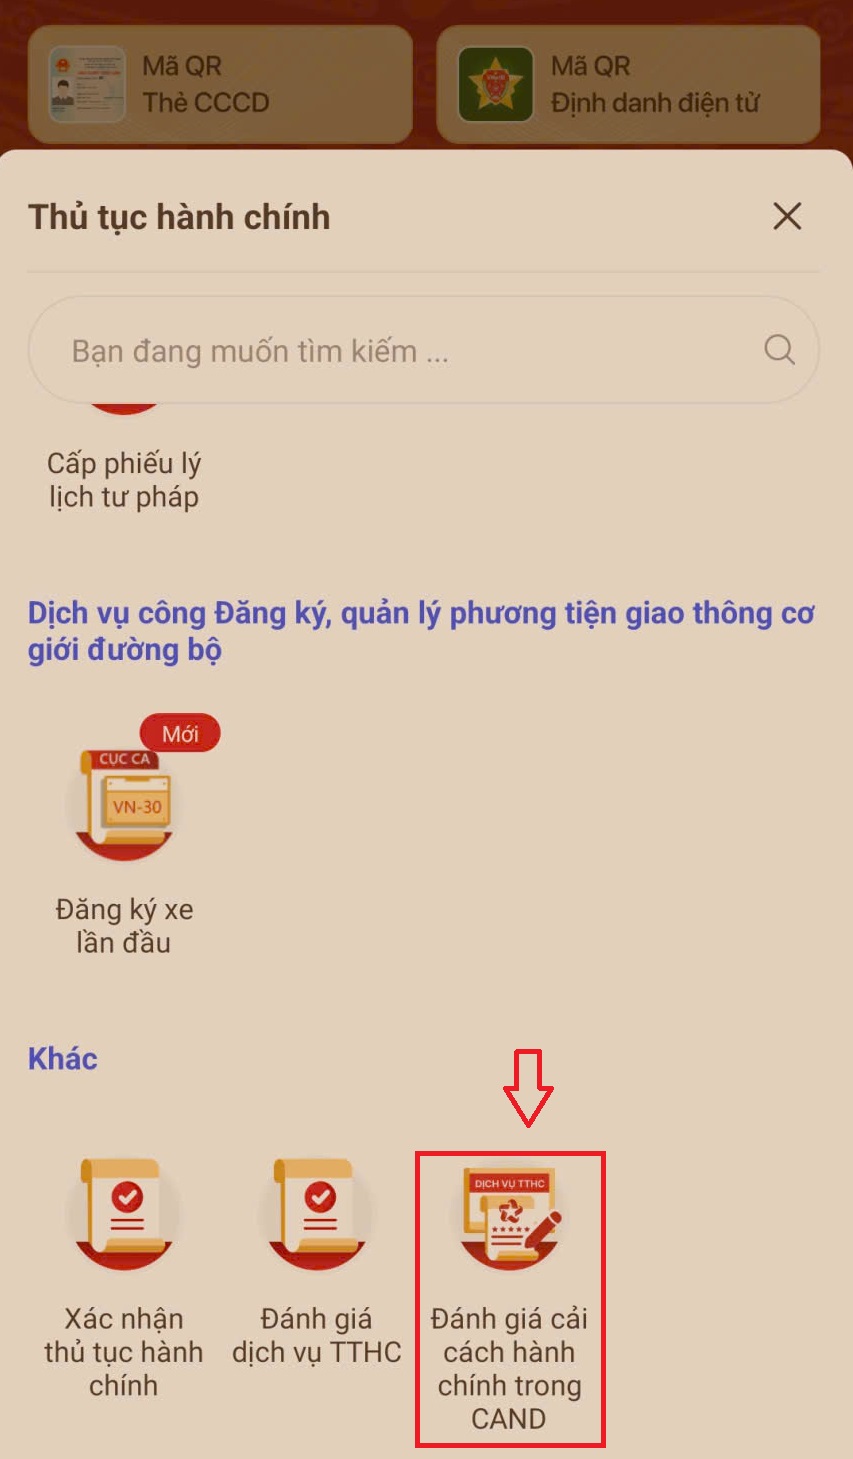 Mã QR
Thẻ CCCD
Mã QR
Định danh điện tử
Thủ tục hành chính
Bạn đang muốn tìm kiếm ...
Cấp phiếu lý
lịch tư pháp
Dịch vụ công Đăng ký, quản lý phương tiện giao thông cơ
giới đường bộ
Mới
CỤC CA
VN-30
Đăng ký xe
lần đầu
Khác
DỊCH VỤ TTHC
Xác nhận
thủ tục hành
chính
Đánh giá
dịch vụ TTHC
Đánh giá cải
cách hành
chính trong
CAND